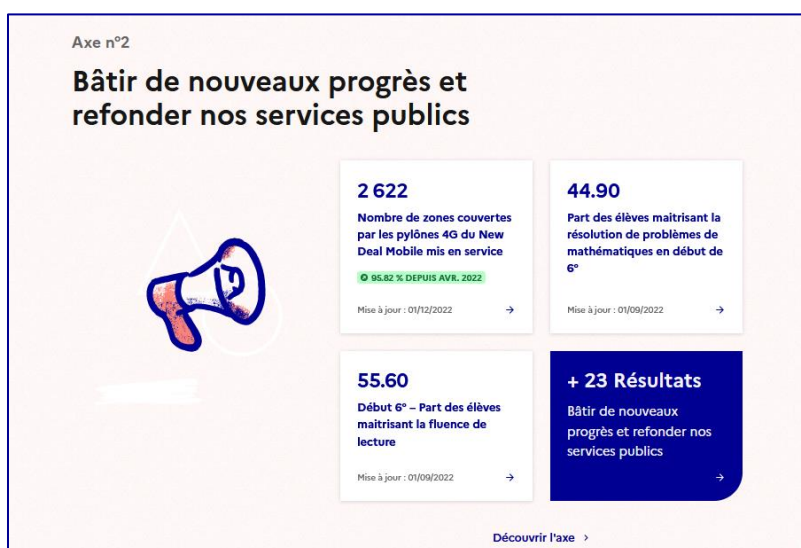 Axe n°2
Bâtir de nouveaux progrès et
refonder nos services publics
2 622
Nombre de zones couvertes
par les pylônes 4G du New
Deal Mobile mis en service
95.82 % DEPUIS AVR. 2022
Mise à jour : 01/12/2022
44.90
Part des élèves maitrisant la
résolution de problèmes de
mathématiques en début de
6°
Mise à jour : 01/09/2022
55.60
Début 6° – Part des élèves
maitrisant la fluence de
lecture
Mise à jour : 01/09/2022
+ 23 Résultats
Bâtir de nouveaux
progrès et refonder nos
services publics
Découvrir l'axe